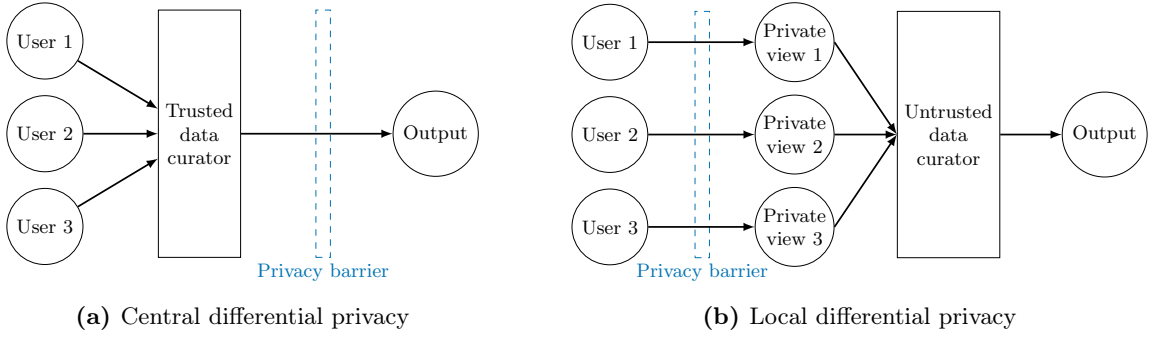 User 1
User 2
User 3
Trusted
data
curator
Output
Privacy barrier
(a) Central differential privacy
User 1
User 2
User 3
Private
view 1
Private
view 2
Private
view 3
Untrusted
data
curator
Output
Privacy barrier
(b) Local differential privacy